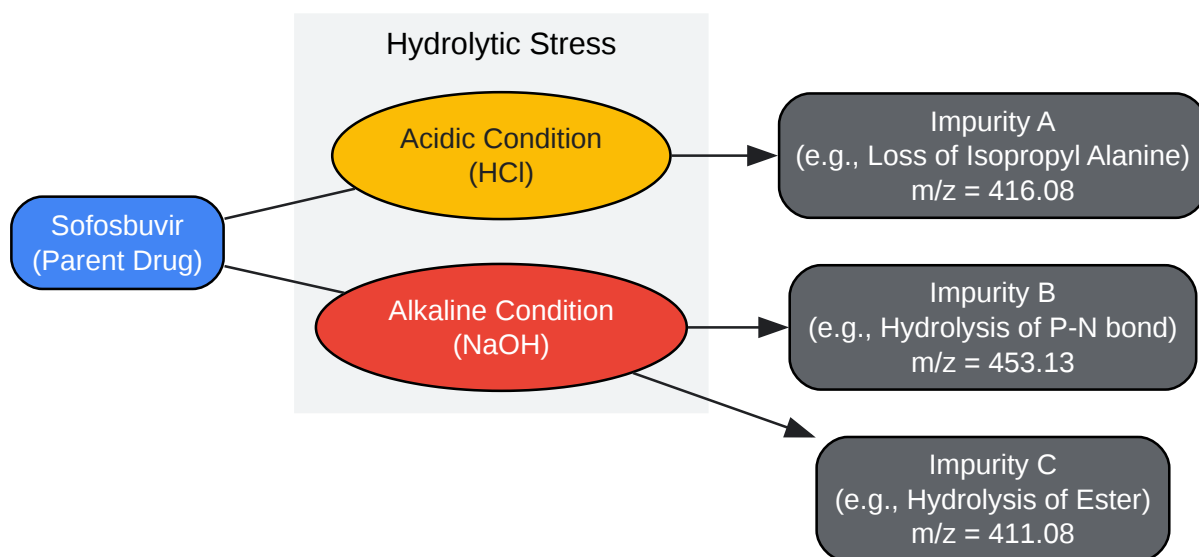 Hydrolytic Stress
Sofosbuvir
(Parent Drug)
Acidic Condition
(HCl)
Alkaline Condition
(NaOH)
Impurity A
(e.g., Loss of Isopropyl Alanine)
m/z = 416.08
Impurity B
(e.g., Hydrolysis of P-N bond)
m/z = 453.13
Impurity C
(e.g., Hydrolysis of Ester)
m/z = 411.08